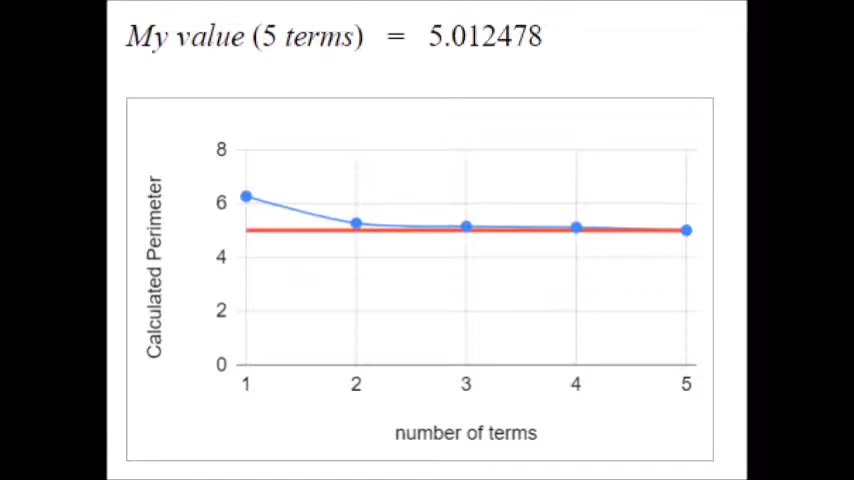 My value (5 terms) = 5.012478
8
6
4
2
0
Calculated Perimeter
1 2 3 4 5
number of terms